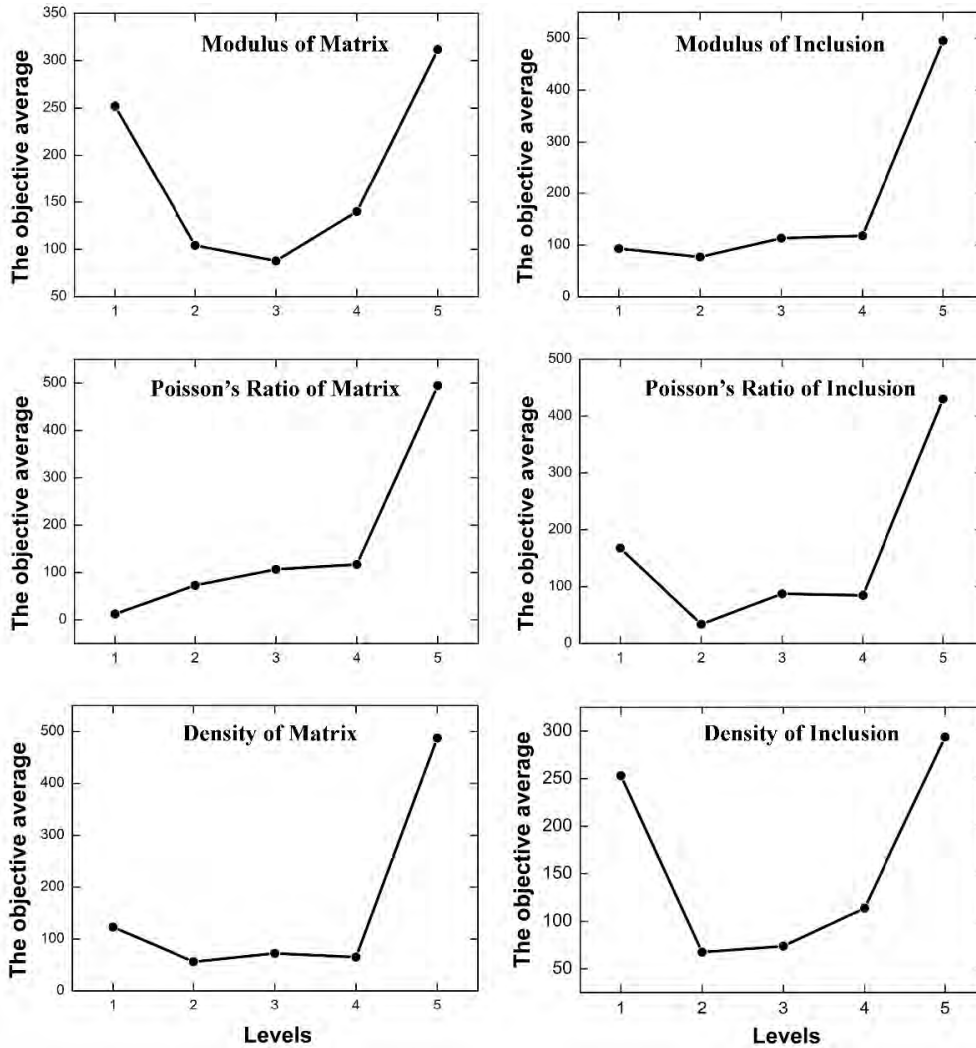 Modulus of Matrix
The objective average
350
300
250
200
150
100
50
1 2 3 4 5
Modulus of Inclusion
The objective average
500
400
300
200
100
0
1 2 3 4 5
Poisson's Ratio of Matrix
The objective average
500
400
300
200
100
0
1 2 3 4 5
Poisson's Ratio of Inclusion
The objective average
500
400
300
200
100
0
1 2 3 4 5
Density of Matrix
The objective average
500
400
300
200
100
0
1 2 3 4 5
Levels
Density of Inclusion
The objective average
300
250
200
150
100
50
1 2 3 4 5
Levels